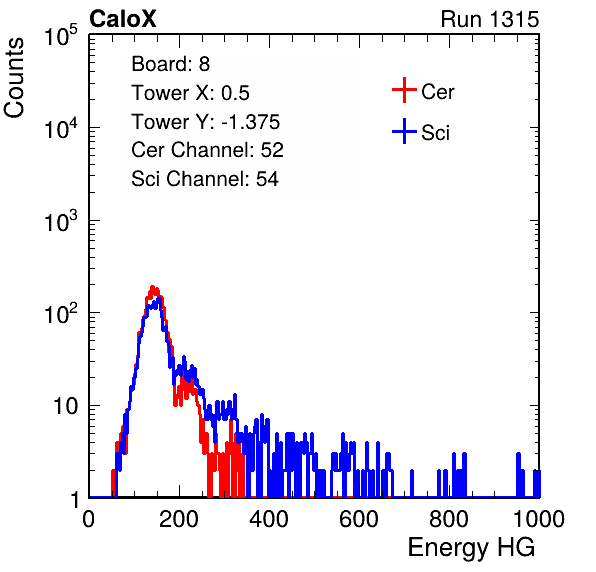 CaloX Run 1315
Counts
10^5
10^4
10^3
10^2
10
1
Board: 8
Tower X: 0.5
Tower Y: -1.375
Cer Channel: 52
Sci Channel: 54
Cer
Sci
0 200 400 600 800 1000
Energy HG